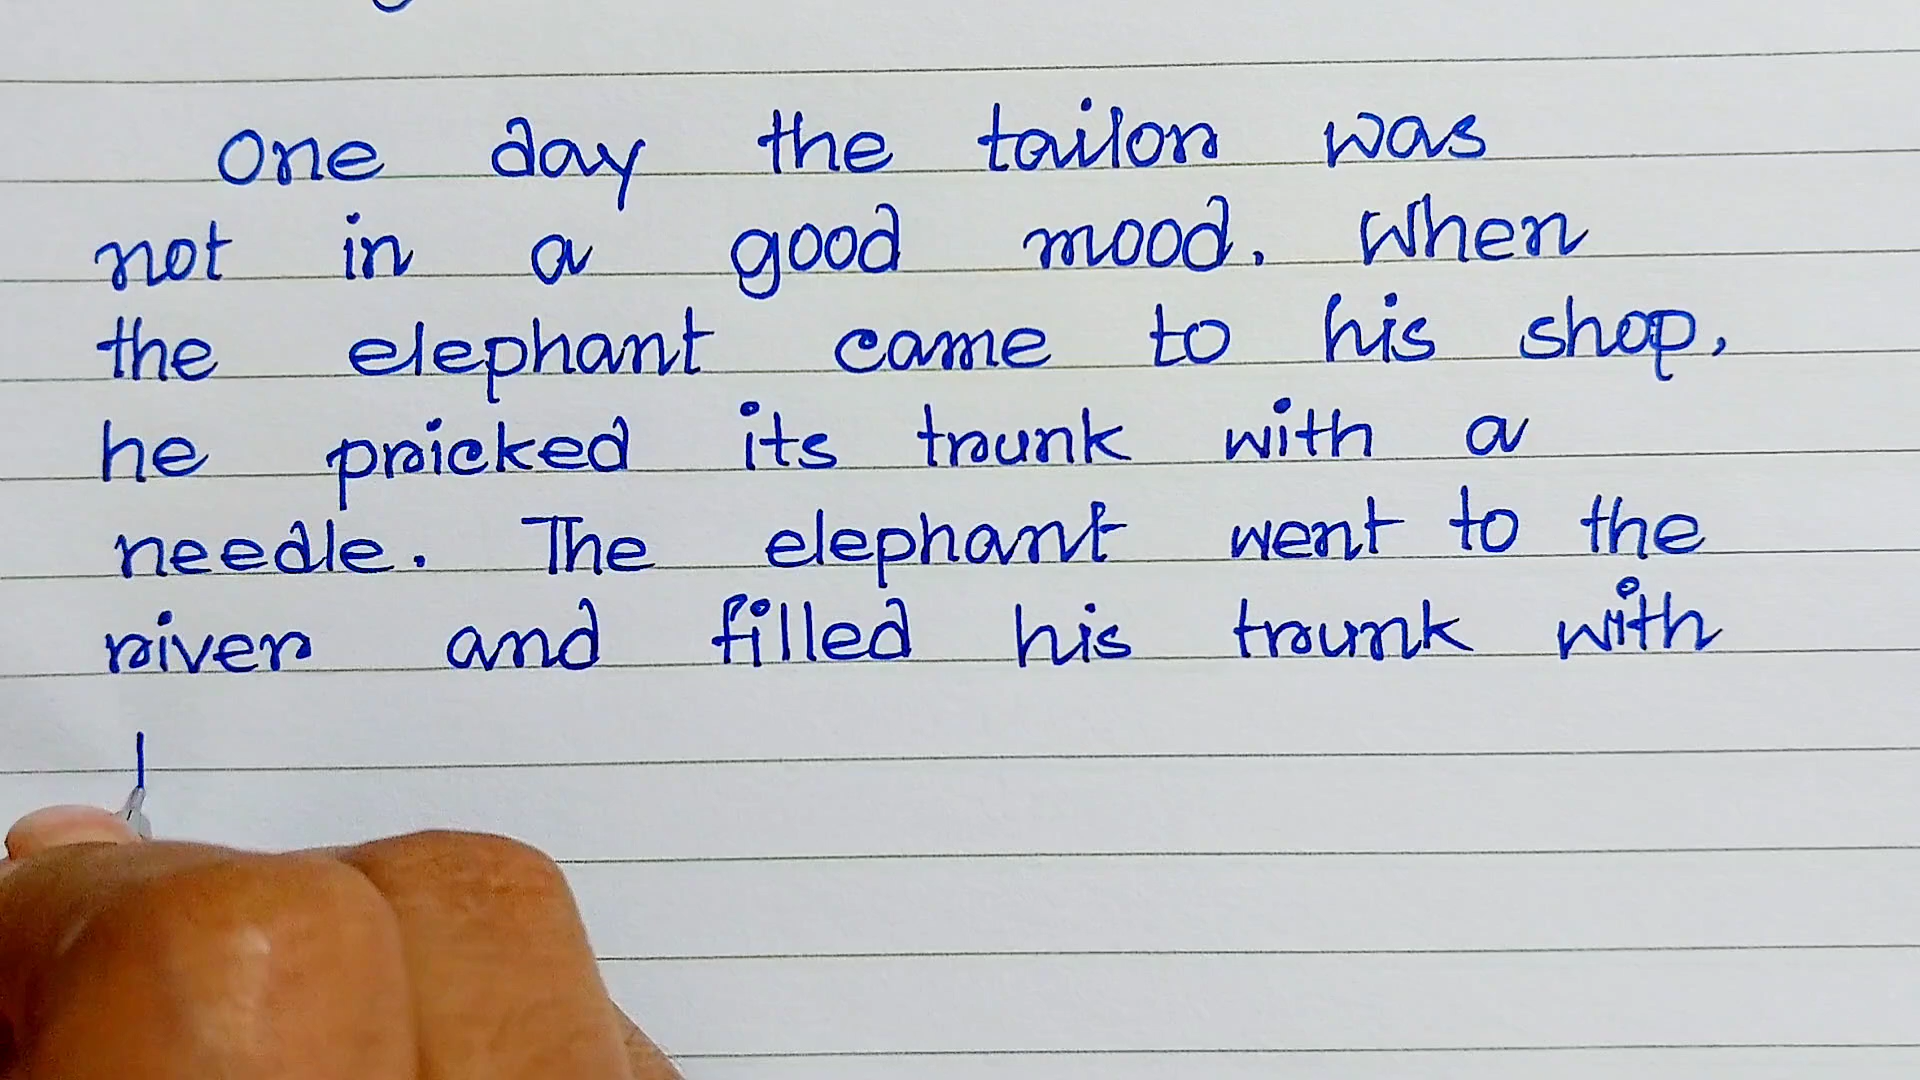 One day the tailor was
not in a good mood. When
the elephant came to his shop,
he pricked its trunk with a
needle. The elephant went to the
river and filled his trunk with